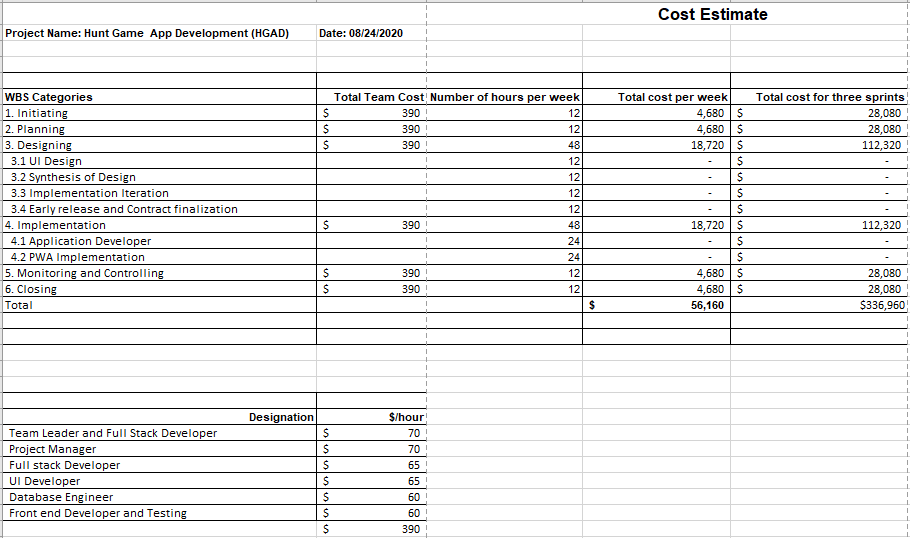 Cost Estimate
Project Name: Hunt Game App Development (HGAD) Date: 08/24/2020
WBS Categories Total Team Cost Number of hours per week Total cost per week Total cost for three sprints
1. Initiating $ 390 12 4,680 $ 28,080
2. Planning $ 390 12 4,680 $ 28,080
3. Designing $ 390 48 18,720 $ 112,320
3.1 UI Design 12 - $ -
3.2 Synthesis of Design 12 - $ -
3.3 Implementation Iteration 12 - $ -
3.4 Early release and Contract finalization 12 - $ -
4. Implementation $ 390 48 18,720 $ 112,320
4.1 Application Developer 24 - $ -
4.2 PWA Implementation 24 - $ -
5. Monitoring and Controlling $ 390 12 4,680 $ 28,080
6. Closing $ 390 12 4,680 $ 28,080
Total $ 56,160 $336,960
Designation $/hour
Team Leader and Full Stack Developer $ 70
Project Manager $ 70
Full stack Developer $ 65
UI Developer $ 65
Database Engineer $ 60
Front end Developer and Testing $ 60
$ 390